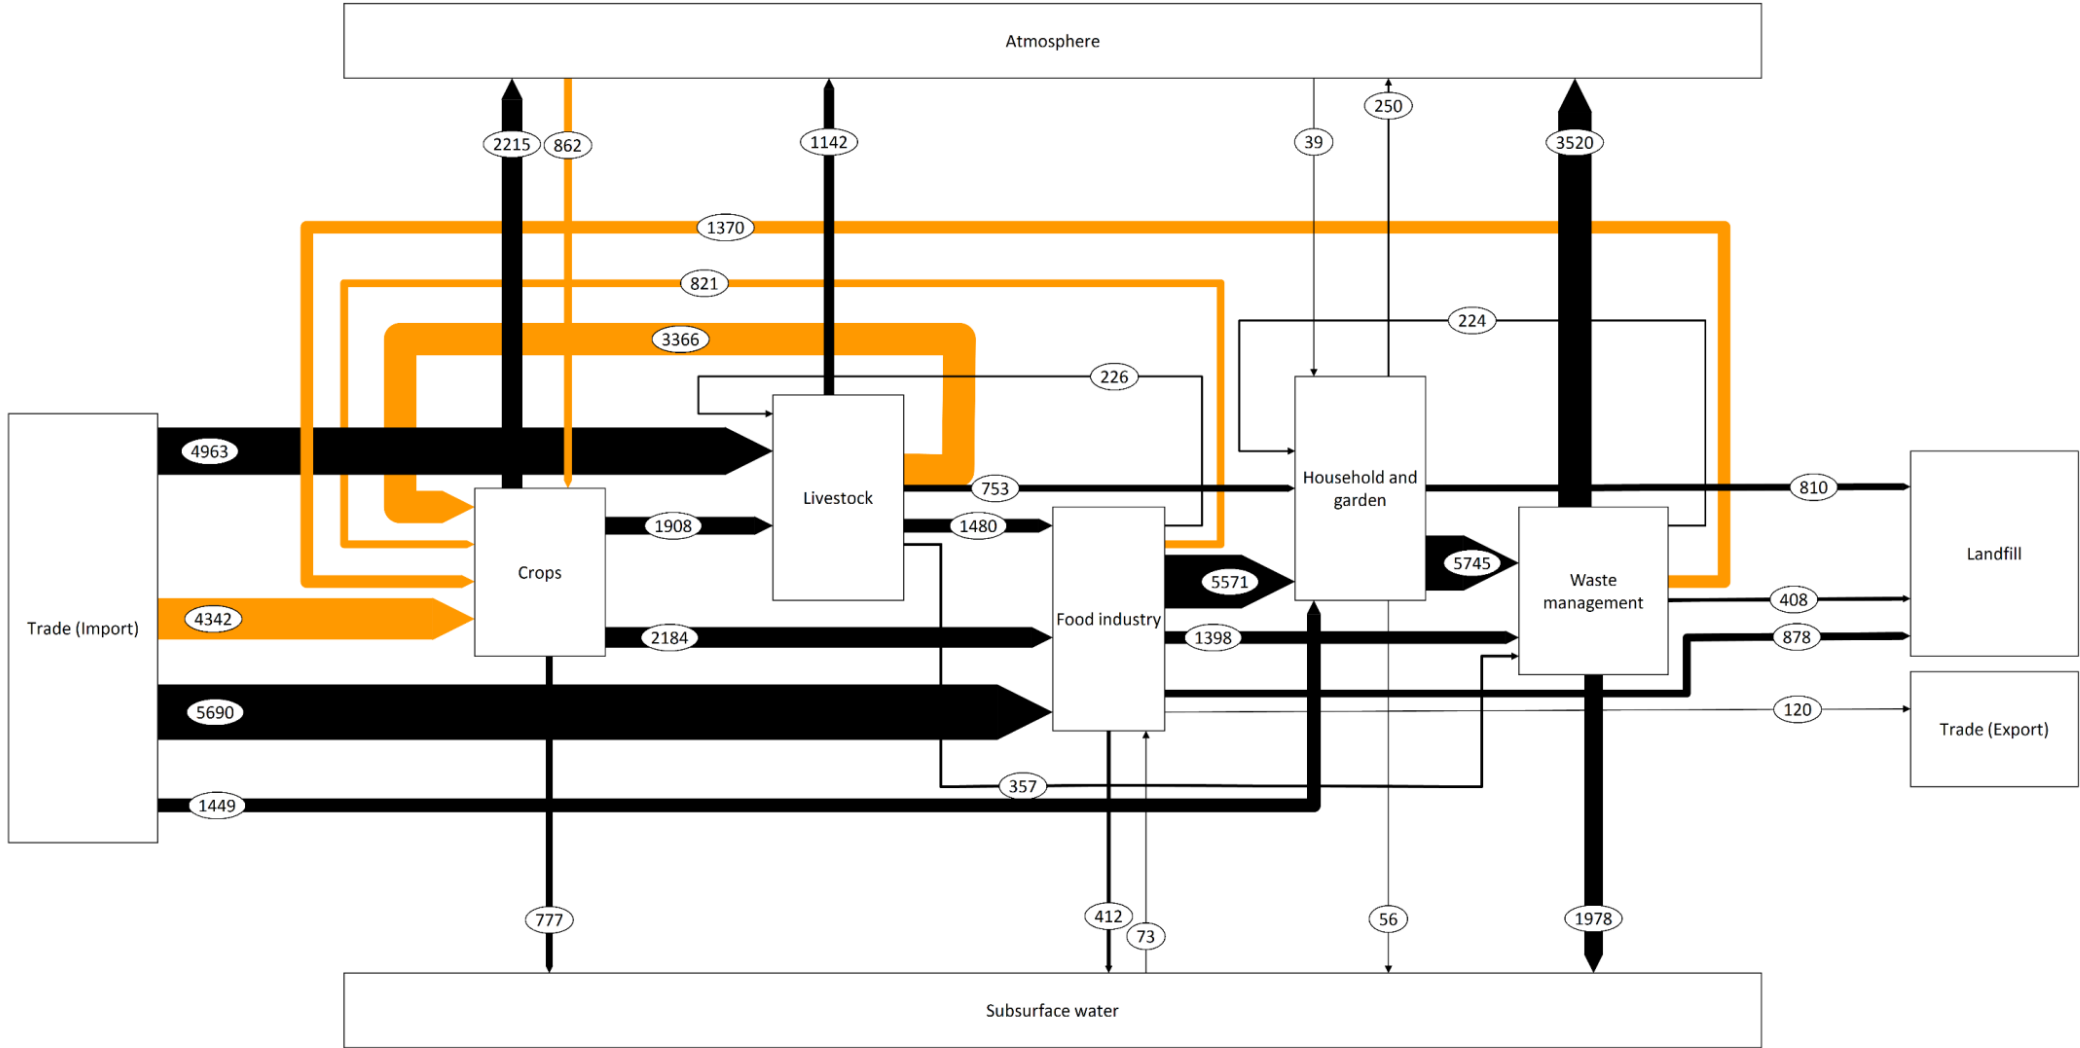 Atmosphere
250
2215
862
1142
39
3520
1370
821
224
3366
226
4963
Household and
garden
753
810
Livestock
1908
1480
Landfill
5745
Crops
5571
Waste
management
408
4342
Food industry
Trade (Import)
2184
1398
878
5690
120
Trade (Export)
357
1449
777
412
56
1978
73
Subsurface water